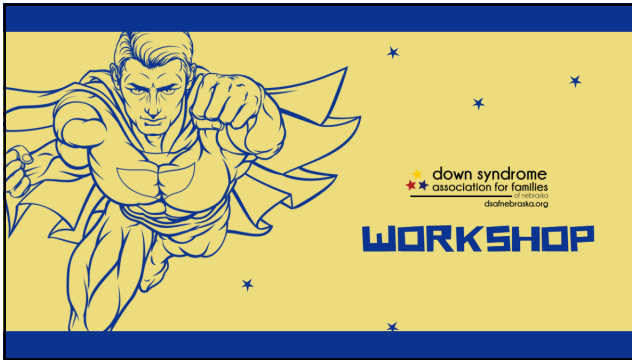 down syndrome
association for families
of nebraska
dsafnebraska.org
WORKSHOP